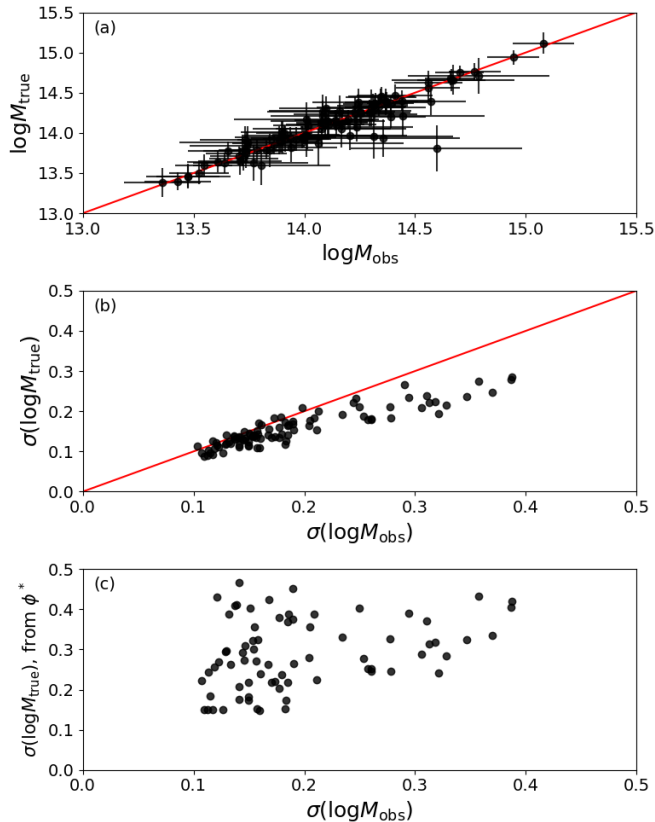 (a)
15.5
15.0
14.5
14.0
13.5
13.0
logM_true
13.0 13.5 14.0 14.5 15.0 15.5
logM_obs
(b)
0.5
0.4
0.3
0.2
0.1
0.0
σ(logM_true)
0.0 0.1 0.2 0.3 0.4 0.5
σ(logM_obs)
(c)
0.5
0.4
0.3
0.2
0.1
0.0
σ(logM_true), from ϕ*
0.0 0.1 0.2 0.3 0.4 0.5
σ(logM_obs)